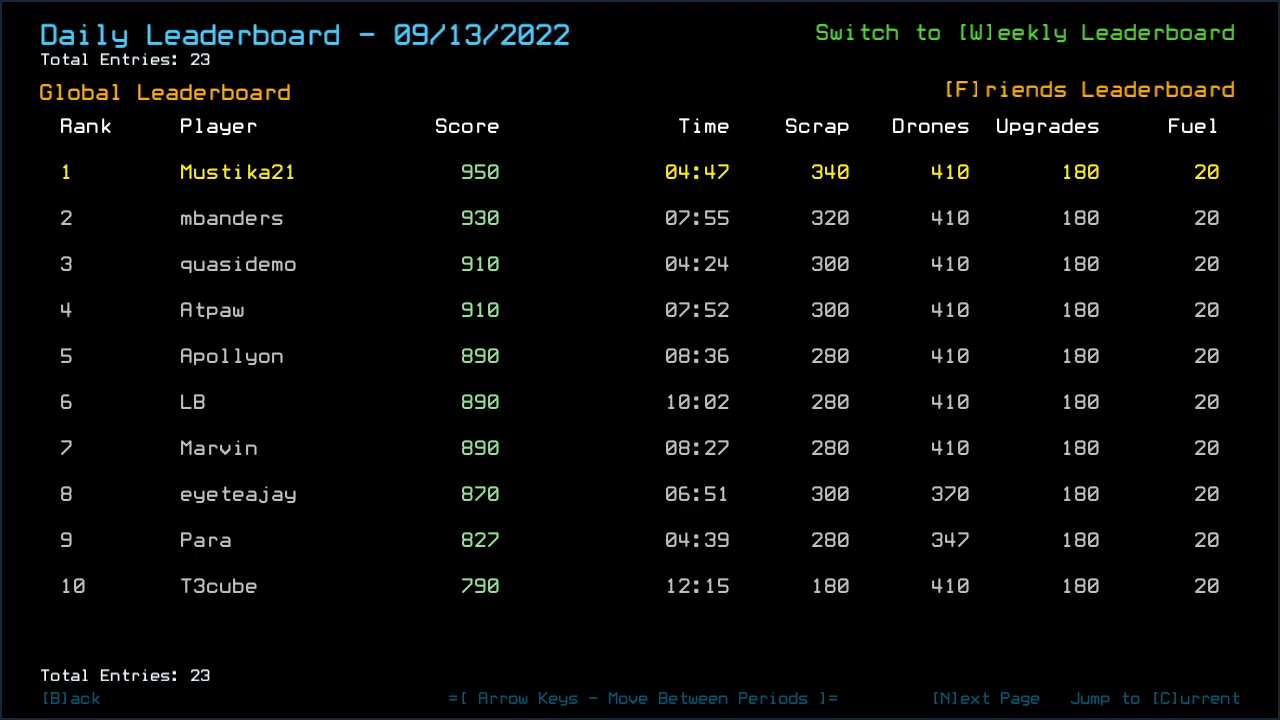 Daily Leaderboard - 09/13/2022 Switch to [W]eekly Leaderboard
Total Entries: 23
Global Leaderboard [F]riends Leaderboard
Rank Player Score Time Scrap Drones Upgrades Fuel
1 Mustika21 950 04:47 340 410 180 20
2 mbanders 930 07:55 320 410 180 20
3 quasidemo 910 04:24 300 410 180 20
4 Atpaw 910 07:52 300 410 180 20
5 Apollyon 890 08:36 280 410 180 20
6 LB 890 10:02 280 410 180 20
7 Marvin 890 08:27 280 410 180 20
8 eyeteajay 870 06:51 300 370 180 20
9 Para 827 04:39 280 347 180 20
10 T3cube 790 12:15 180 410 180 20
Total Entries: 23
[B]ack =[ Arrow Keys - Move Between Periods ]= [N]ext Page Jump to [C]urrent